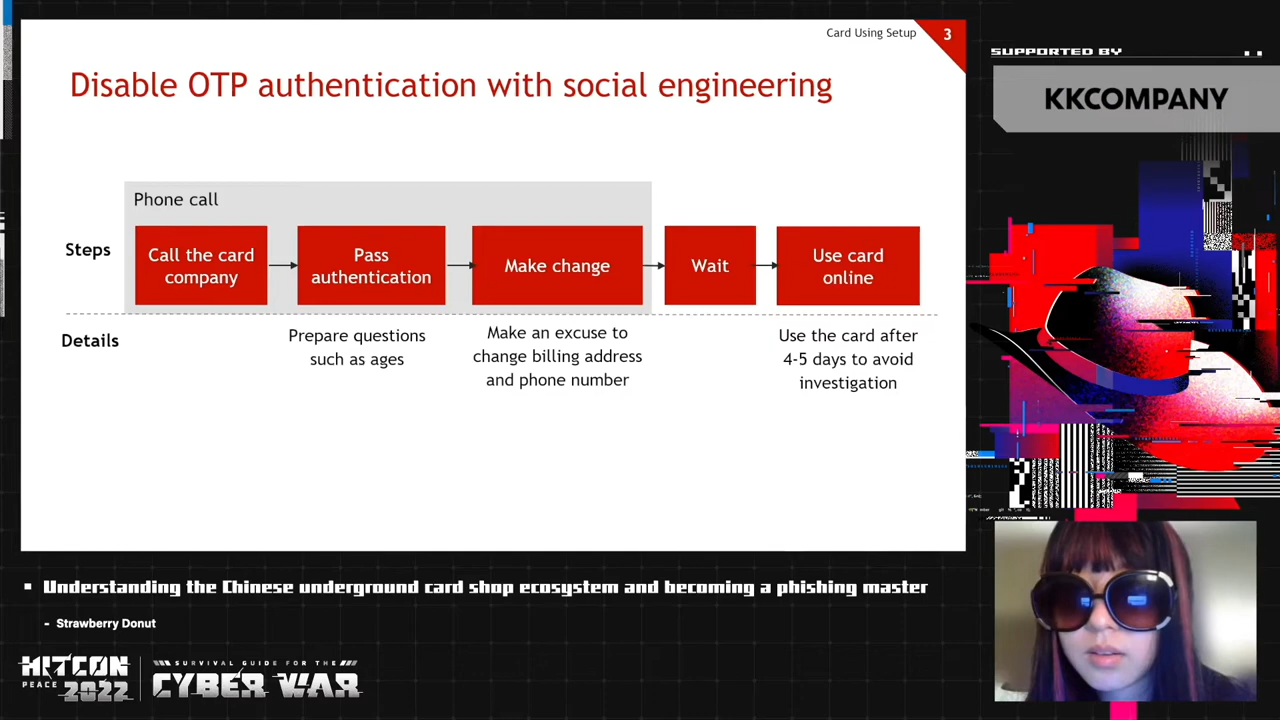 Card Using Setup
3
Disable OTP authentication with social engineering
SUPPORTED BY
KKCOMPANY
Phone call
Steps
Call the card
company
Pass
authentication
Make change
Wait
Use card
online
Details
Prepare questions
such as ages
Make an excuse to
change billing address
and phone number
Use the card after
4-5 days to avoid
investigation
Understanding the Chinese underground card shop ecosystem and becoming a phishing master
- Strawberry Donut
HITCON
PEACE 2022
SURVIVAL GUIDE FOR THE
CYBER WAR